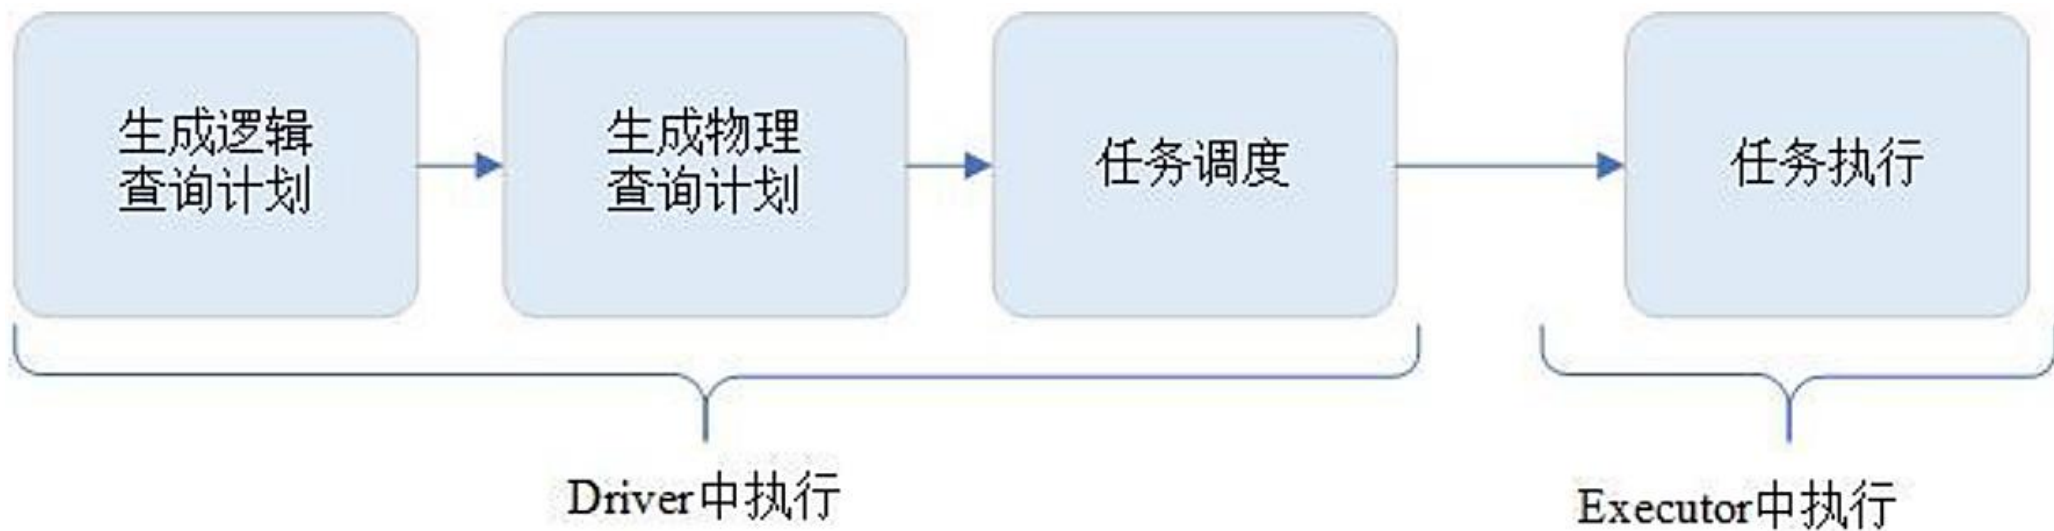 生成逻辑
查询计划
生成物理
查询计划
任务调度
任务执行
Driver中执行
Executor中执行